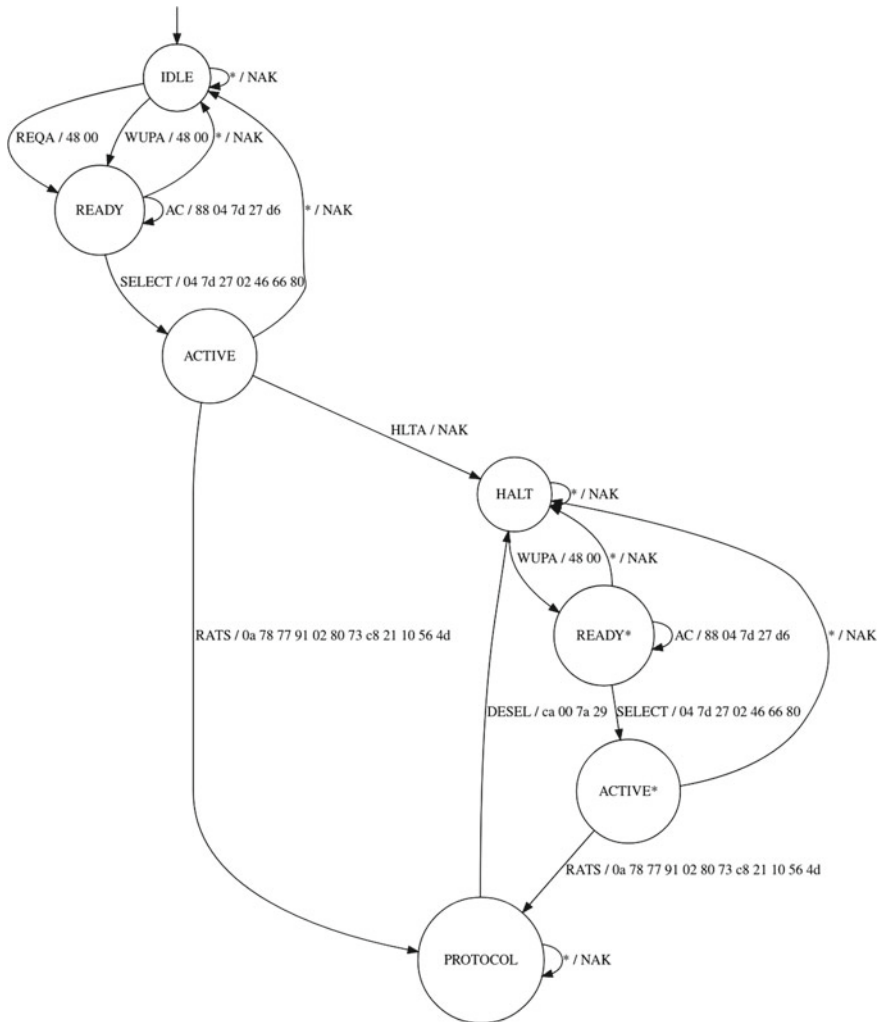 IDLE
* / NAK
REQA / 48 00
WUPA / 48 00
* / NAK
READY
AC / 88 04 7d 27 d6
* / NAK
SELECT / 04 7d 27 02 46 66 80
ACTIVE
HLTA / NAK
HALT
* / NAK
WUPA / 48 00
* / NAK
RATS / 0a 78 77 91 02 80 73 c8 21 10 56 4d
READY*
AC / 88 04 7d 27 d6
* / NAK
DESEL / ca 00 7a 29
SELECT / 04 7d 27 02 46 66 80
ACTIVE*
RATS / 0a 78 77 91 02 80 73 c8 21 10 56 4d
PROTOCOL
* / NAK